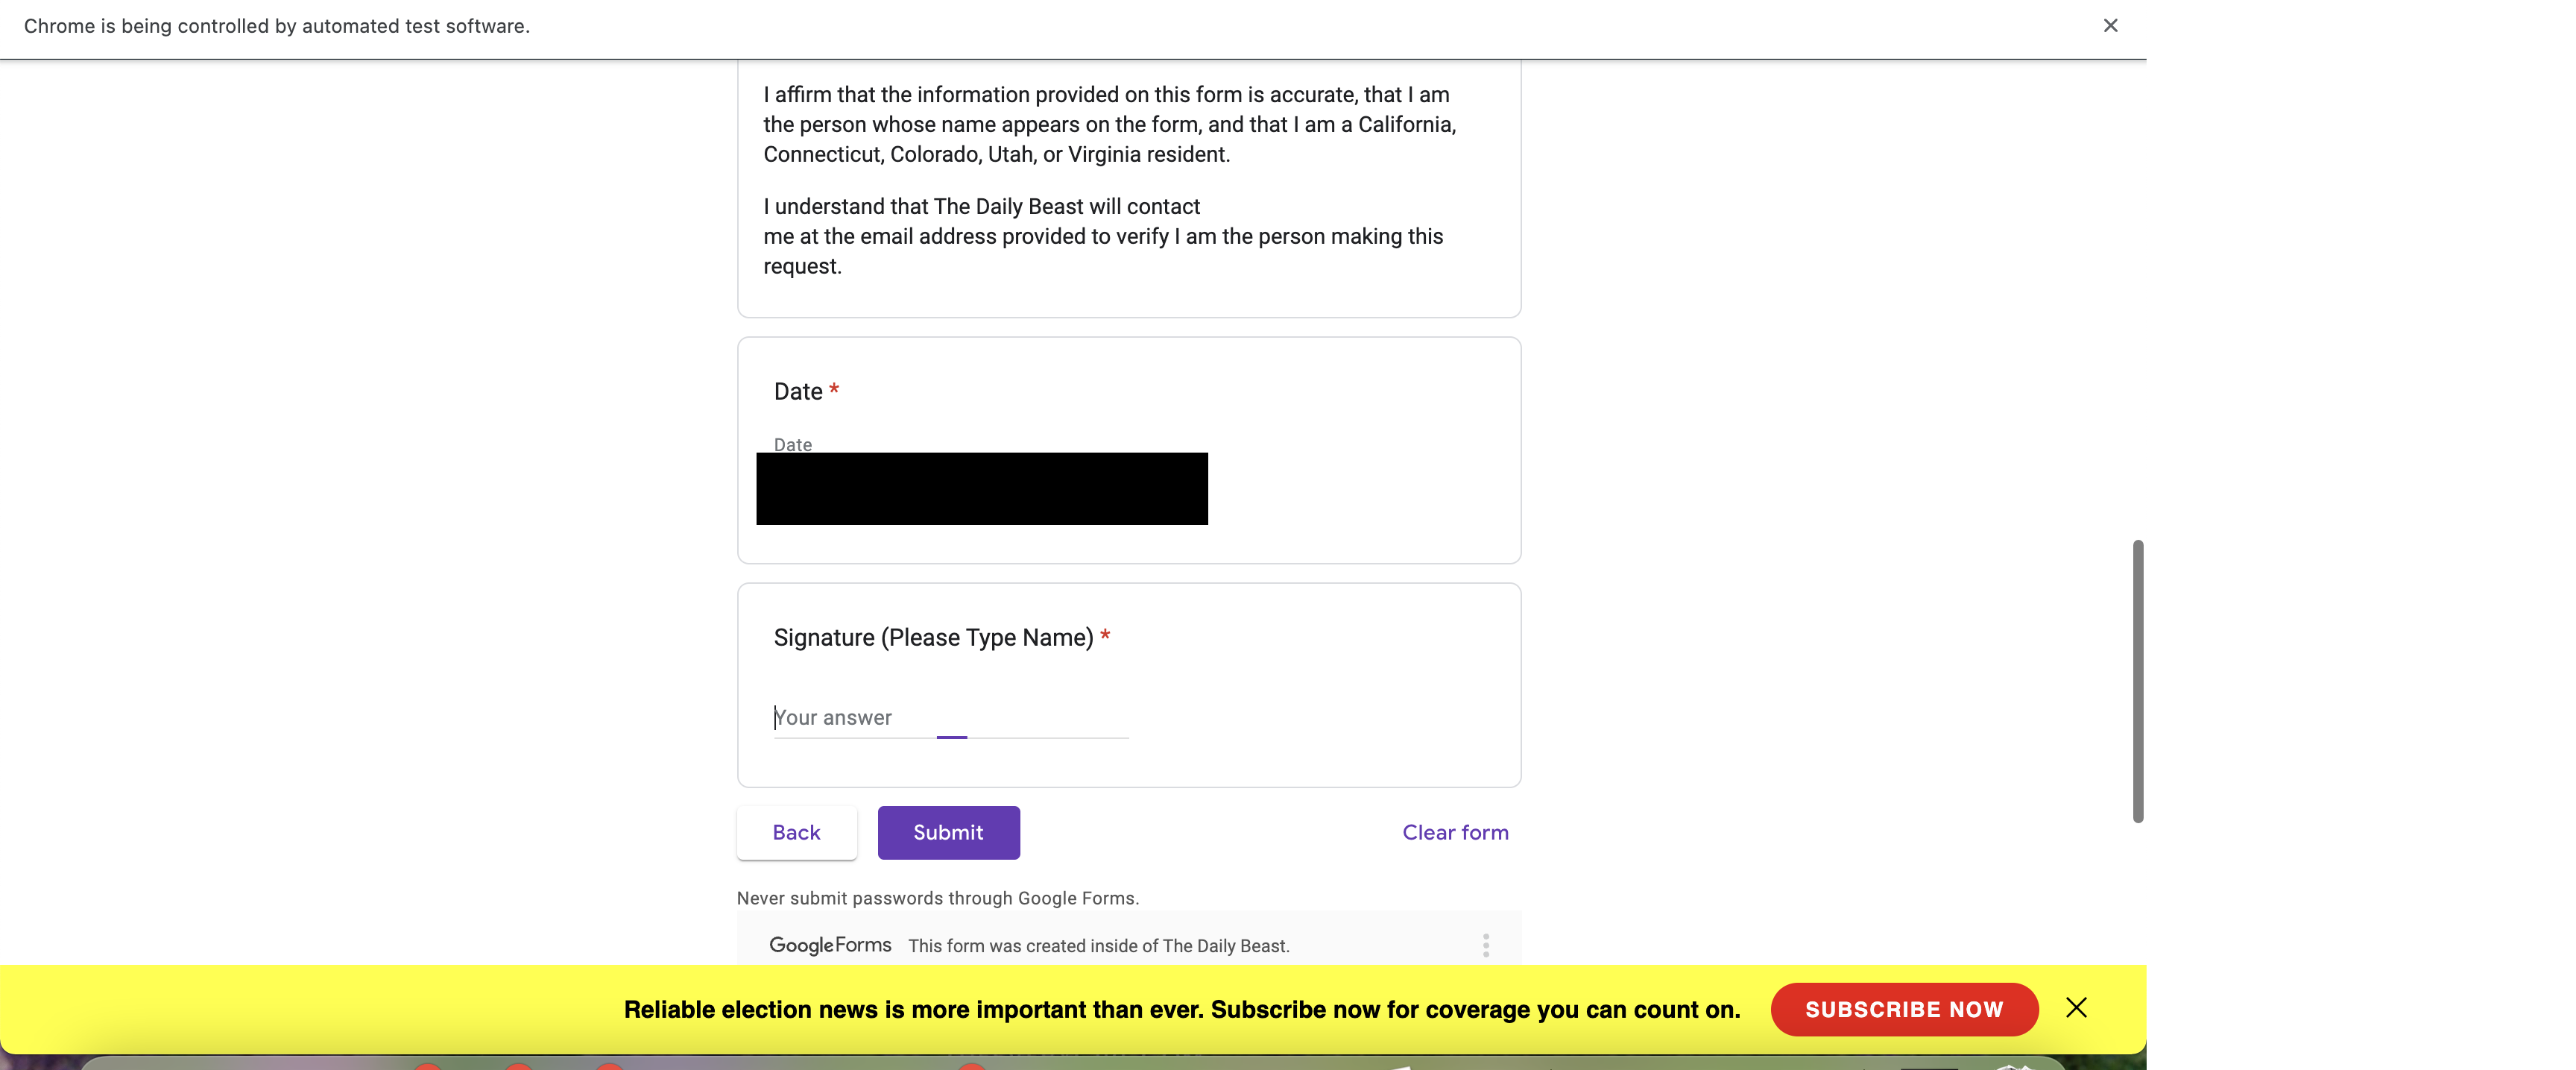 Chrome is being controlled by automated test software.
I affirm that the information provided on this form is accurate, that I am
the person whose name appears on the form, and that I am a California,
Connecticut, Colorado, Utah, or Virginia resident.
I understand that The Daily Beast will contact
me at the email address provided to verify I am the person making this
request.
Date *
Date
Signature (Please Type Name) *
Your answer
Back
Submit
Clear form
Never submit passwords through Google Forms.
Google Forms This form was created inside of The Daily Beast.
Reliable election news is more important than ever. Subscribe now for coverage you can count on.
SUBSCRIBE NOW